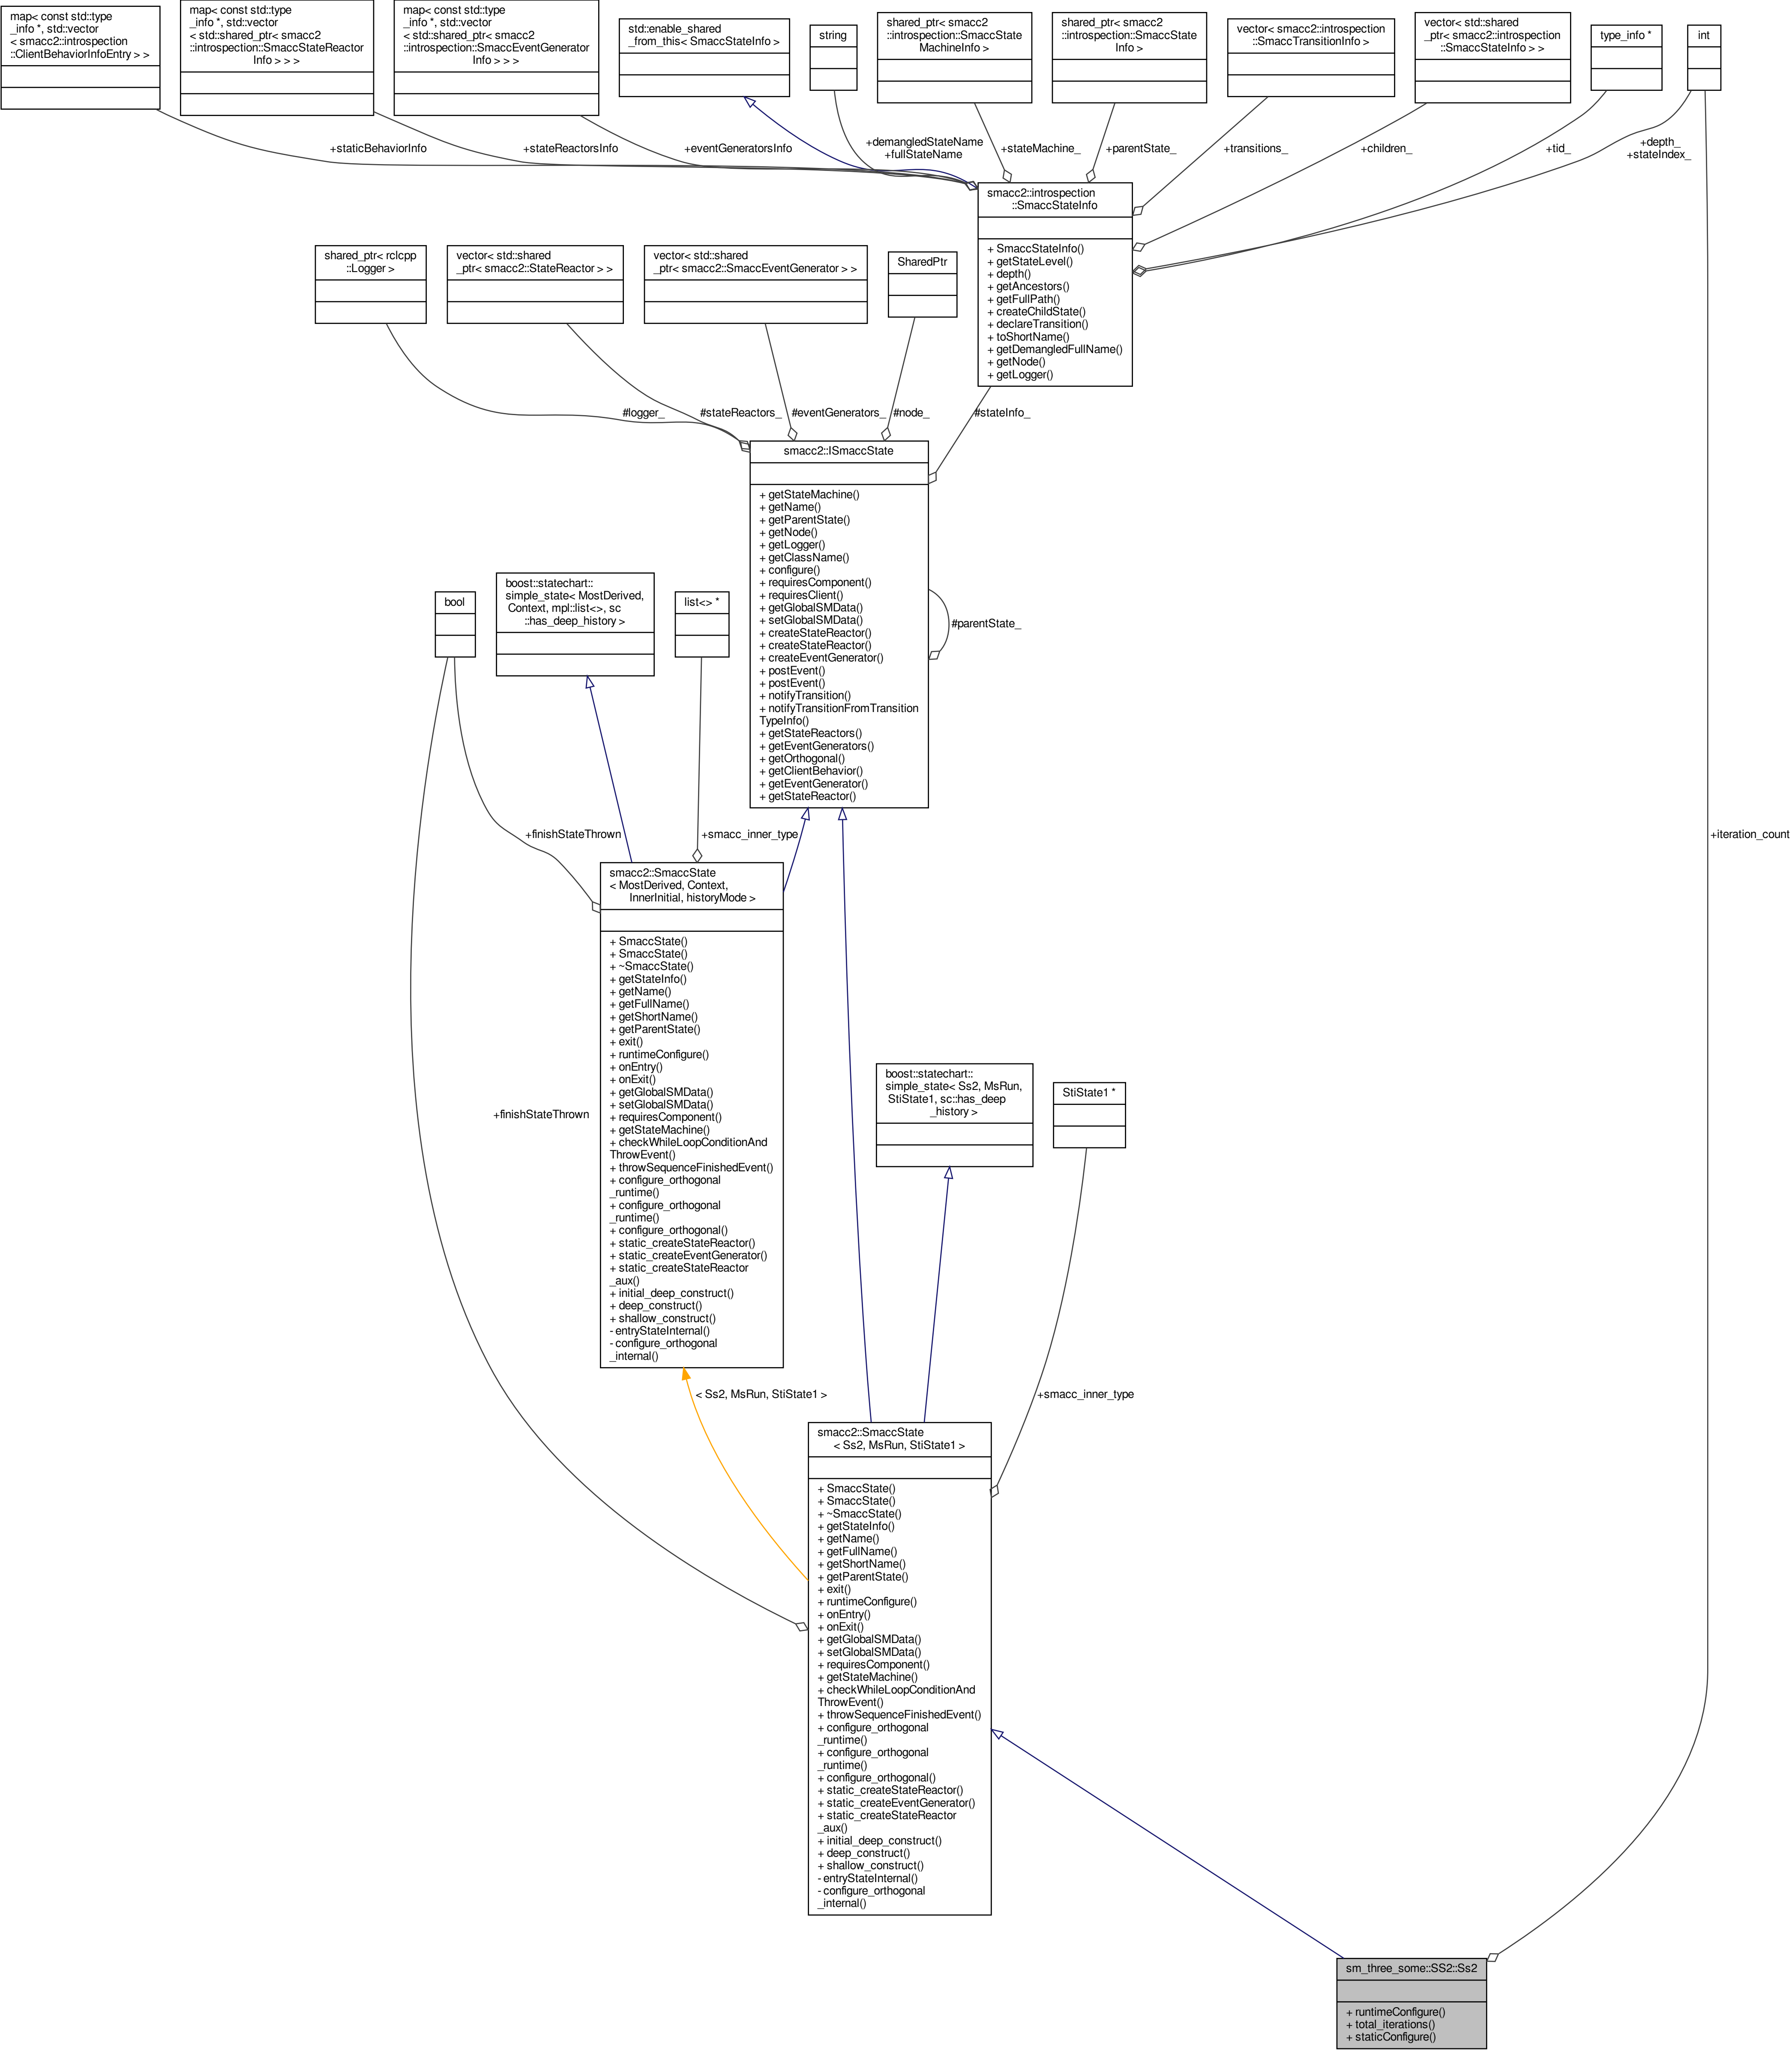 map< const std::type
_info *, std::vector
< smacc2::introspection
::ClientBehaviorInfoEntry > >
map< const std::type
_info *, std::vector
< std::shared_ptr< smacc2
::introspection::SmaccStateReactor
Info > > >
map< const std::type
_info *, std::vector
< std::shared_ptr< smacc2
::introspection::SmaccEventGenerator
Info > > >
std::enable_shared
_from_this< SmaccStateInfo >
string
shared_ptr< smacc2
::introspection::SmaccState
MachineInfo >
shared_ptr< smacc2
::introspection::SmaccState
Info >
vector< smacc2::introspection
::SmaccTransitionInfo >
vector< std::shared
_ptr< smacc2::introspection
::SmaccStateInfo > >
type_info *
int
+staticBehaviorInfo
+stateReactorsInfo
+eventGeneratorsInfo
+demangledStateName
+fullStateName
+stateMachine_
+parentState_
+transitions_
+children_
+tid_
+depth_
+stateIndex_
smacc2::introspection
::SmaccStateInfo
+ SmaccStateInfo()
+ getStateLevel()
+ depth()
+ getAncestors()
+ getFullPath()
+ createChildState()
+ declareTransition()
+ toShortName()
+ getDemangledFullName()
+ getNode()
+ getLogger()
shared_ptr< rclcpp
::Logger >
vector< std::shared
_ptr< smacc2::StateReactor > >
vector< std::shared
_ptr< smacc2::SmaccEventGenerator > >
SharedPtr
#logger_
#stateReactors_
#eventGenerators_
#node_
#stateInfo_
smacc2::ISmaccState
+ getStateMachine()
+ getName()
+ getParentState()
+ getNode()
+ getLogger()
+ getClassName()
+ configure()
+ requiresComponent()
+ requiresClient()
+ getGlobalSMData()
+ setGlobalSMData()
+ createStateReactor()
+ createStateReactor()
+ createEventGenerator()
+ postEvent()
+ postEvent()
+ notifyTransition()
+ notifyTransitionFromTransition
TypeInfo()
+ getStateReactors()
+ getEventGenerators()
+ getOrthogonal()
+ getClientBehavior()
+ getEventGenerator()
+ getStateReactor()
#parentState_
bool
boost::statechart::
simple_state< MostDerived,
Context, mpl::list<>, sc
::has_deep_history >
list<> *
+finishStateThrown
+smacc_inner_type
+iteration_count
smacc2::SmaccState
< MostDerived, Context,
InnerInitial, historyMode >
+ SmaccState()
+ SmaccState()
+ ~SmaccState()
+ getStateInfo()
+ getName()
+ getFullName()
+ getShortName()
+ getParentState()
+ exit()
+ runtimeConfigure()
+ onEntry()
+ onExit()
+ getGlobalSMData()
+ setGlobalSMData()
+ requiresComponent()
+ getStateMachine()
+ checkWhileLoopConditionAnd
ThrowEvent()
+ throwSequenceFinishedEvent()
+ configure_orthogonal
_runtime()
+ configure_orthogonal
_runtime()
+ configure_orthogonal()
+ static_createStateReactor()
+ static_createEventGenerator()
+ static_createStateReactor
_aux()
+ initial_deep_construct()
+ deep_construct()
+ shallow_construct()
- entryStateInternal()
- configure_orthogonal
_internal()
+finishStateThrown
boost::statechart::
simple_state< Ss2, MsRun,
StiState1, sc::has_deep
_history >
StiState1 *
< Ss2, MsRun, StiState1 >
+smacc_inner_type
smacc2::SmaccState
< Ss2, MsRun, StiState1 >
+ SmaccState()
+ SmaccState()
+ ~SmaccState()
+ getStateInfo()
+ getName()
+ getFullName()
+ getShortName()
+ getParentState()
+ exit()
+ runtimeConfigure()
+ onEntry()
+ onExit()
+ getGlobalSMData()
+ setGlobalSMData()
+ requiresComponent()
+ getStateMachine()
+ checkWhileLoopConditionAnd
ThrowEvent()
+ throwSequenceFinishedEvent()
+ configure_orthogonal
_runtime()
+ configure_orthogonal
_runtime()
+ configure_orthogonal()
+ static_createStateReactor()
+ static_createEventGenerator()
+ static_createStateReactor
_aux()
+ initial_deep_construct()
+ deep_construct()
+ shallow_construct()
- entryStateInternal()
- configure_orthogonal
_internal()
sm_three_some::SS2::Ss2
+ runtimeConfigure()
+ total_iterations()
+ staticConfigure()